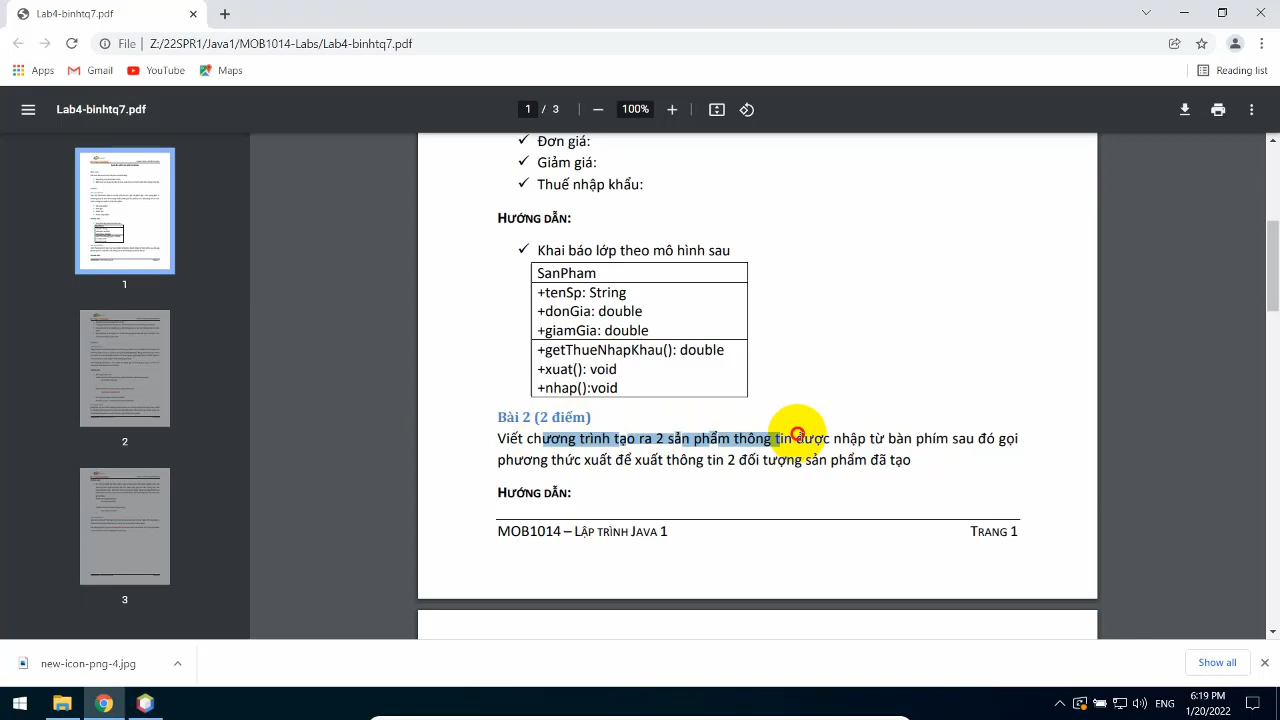 Lab4-binhtq7.pdf
File | Z:/22SPR1/Java1/MOB1014-Labs/Lab4-binhtq7.pdf
Apps Gmail YouTube Maps Reading list
Lab4-binhtq7.pdf 1 / 3 100%
✓ Đơn giá:
✓ Giảm giá:
✓ Thuế nhập khẩu:
HƯỚNG DẪN:
✓ Khai báo lớp theo mô hình sau
SanPham
+tenSp: String
+donGia: double
+giamGia: double
+getThueNhapKhau(): double
+xuat(): void
+nhap():void
Bài 2 (2 điểm)
Viết chương trình tạo ra 2 sản phẩm thông tin được nhập từ bàn phím sau đó gọi
phương thức xuất để xuất thông tin 2 đối tượng sản phẩm đã tạo
HƯỚNG DẪN:
MOB1014 – LẬP TRÌNH JAVA 1 TRANG 1
1
2
3
new-icon-png-4.jpg Show all
ENG 6:19 PM
1/20/2022